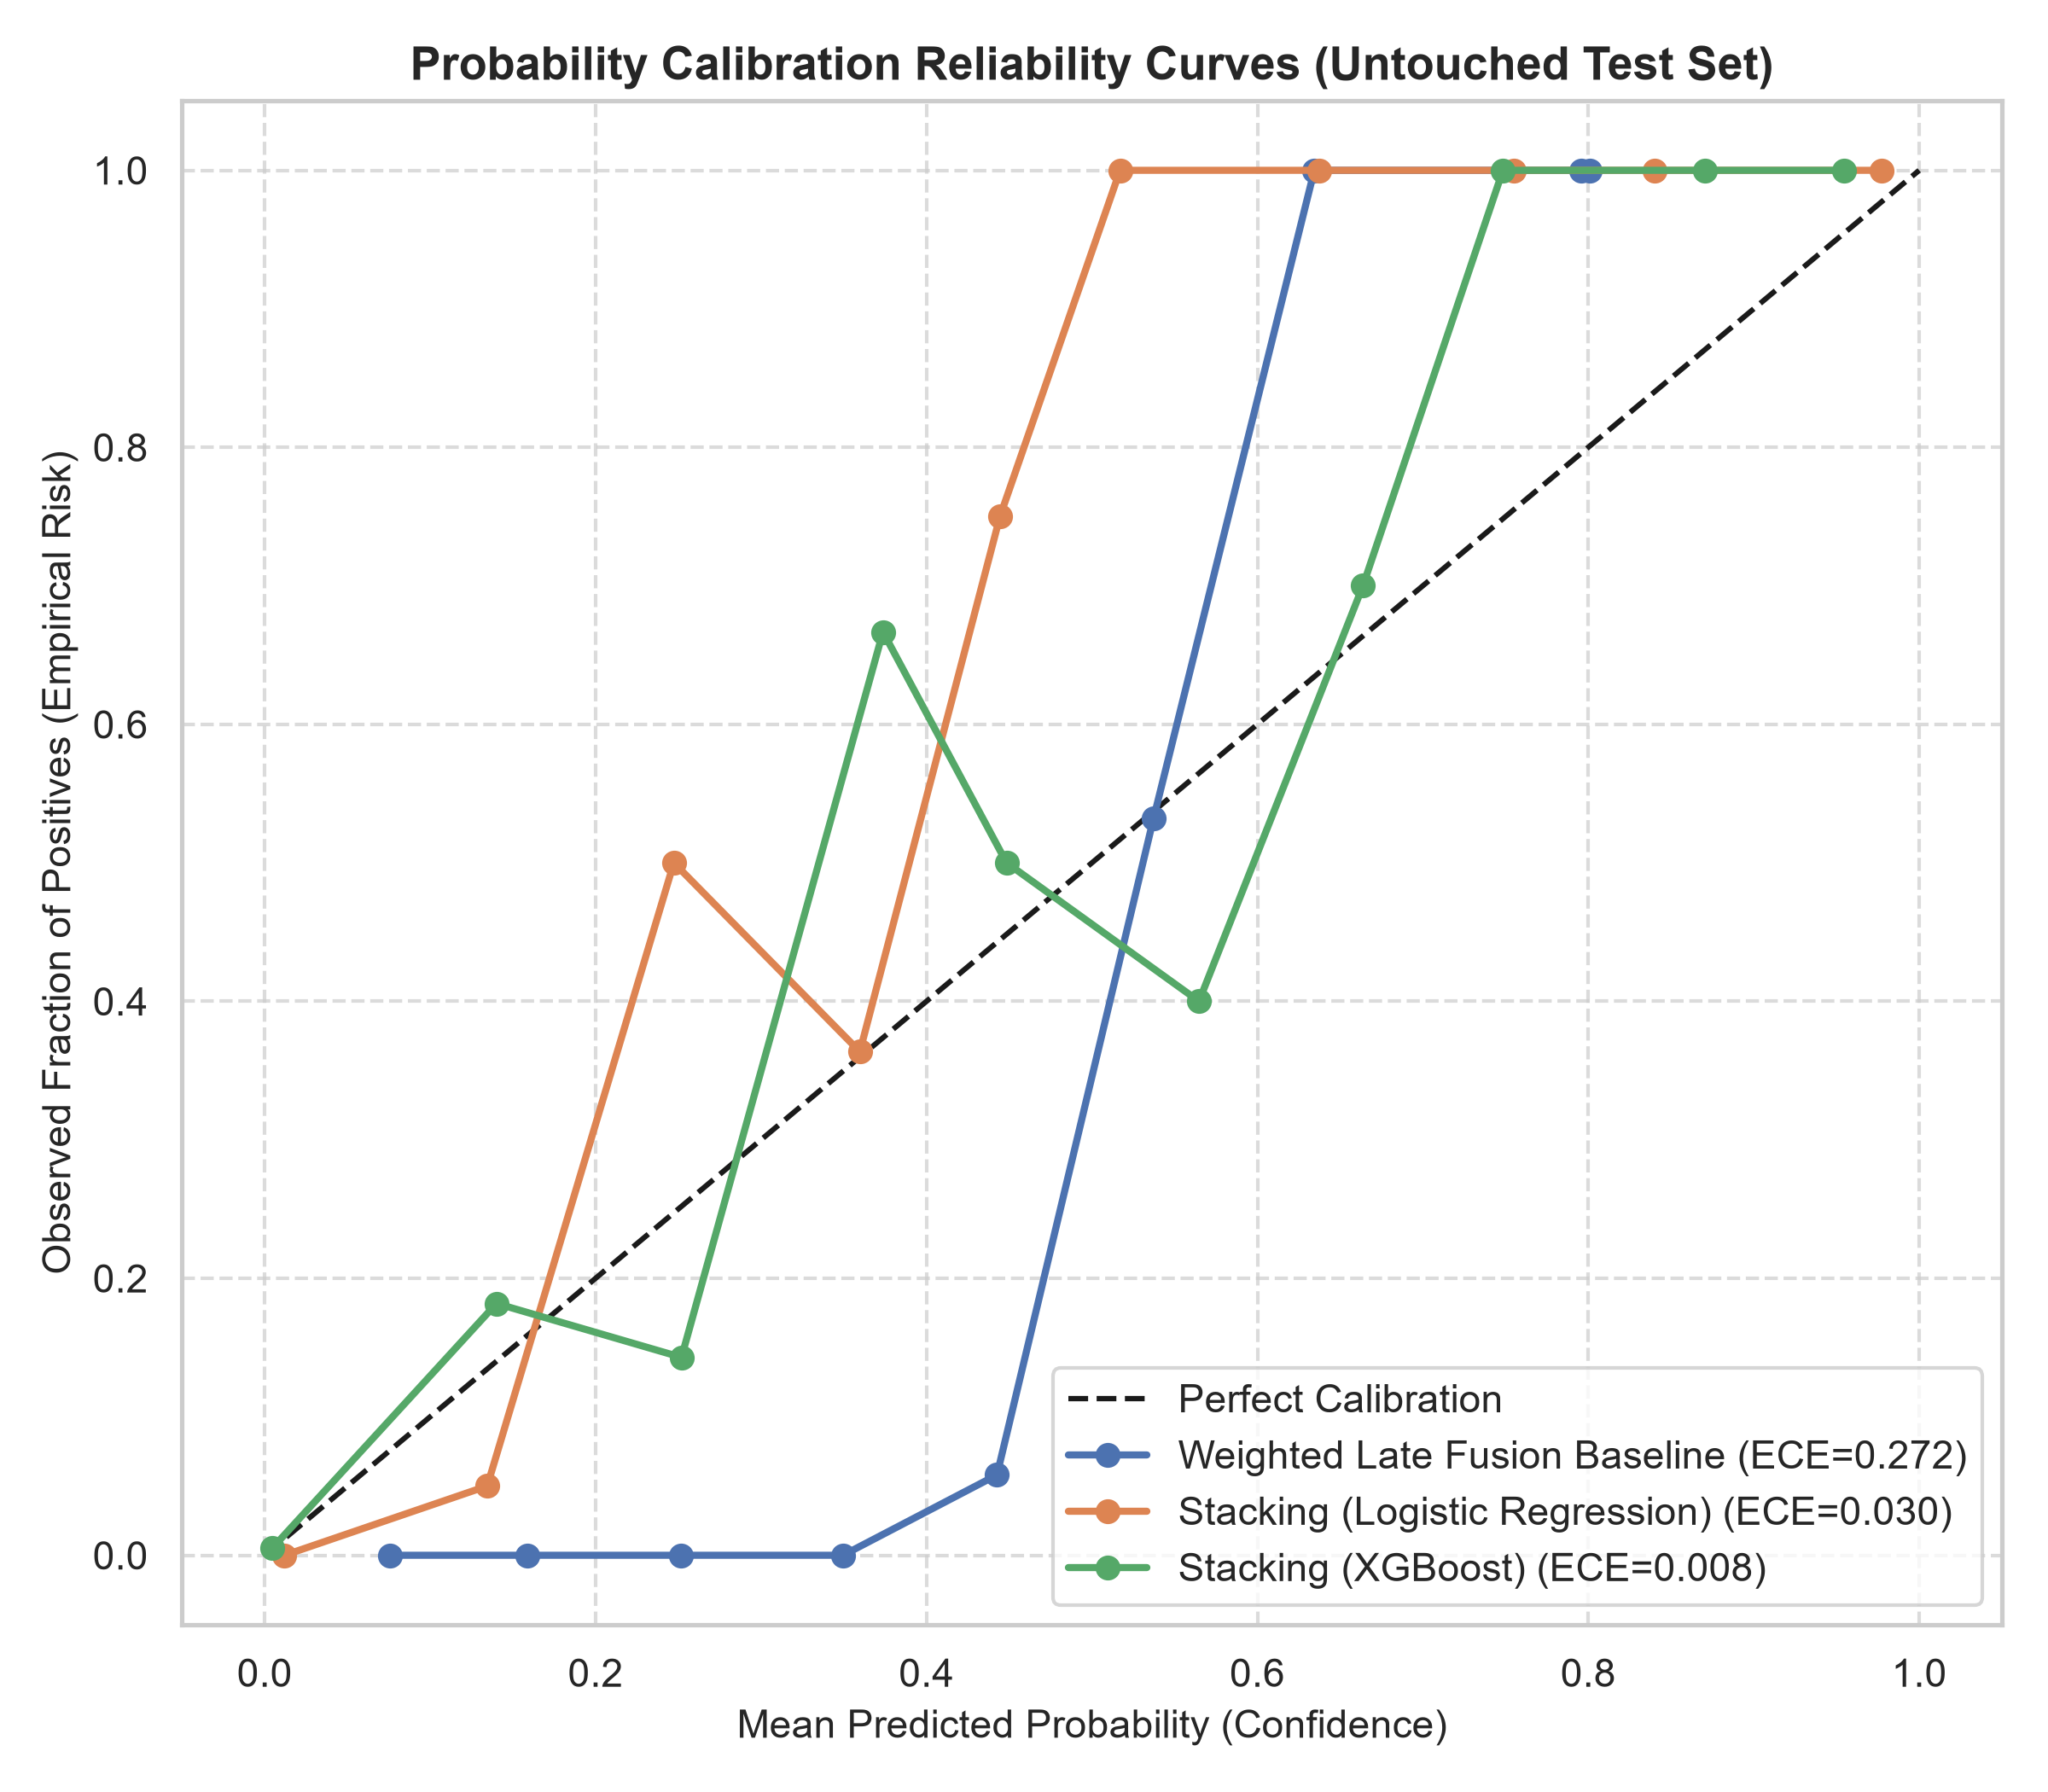 Probability Calibration Reliability Curves (Untouched Test Set)
Observed Fraction of Positives (Empirical Risk)
1.0
0.8
0.6
0.4
0.2
0.0
Perfect Calibration
Weighted Late Fusion Baseline (ECE=0.272)
Stacking (Logistic Regression) (ECE=0.030)
Stacking (XGBoost) (ECE=0.008)
0.0 0.2 0.4 0.6 0.8 1.0
Mean Predicted Probability (Confidence)